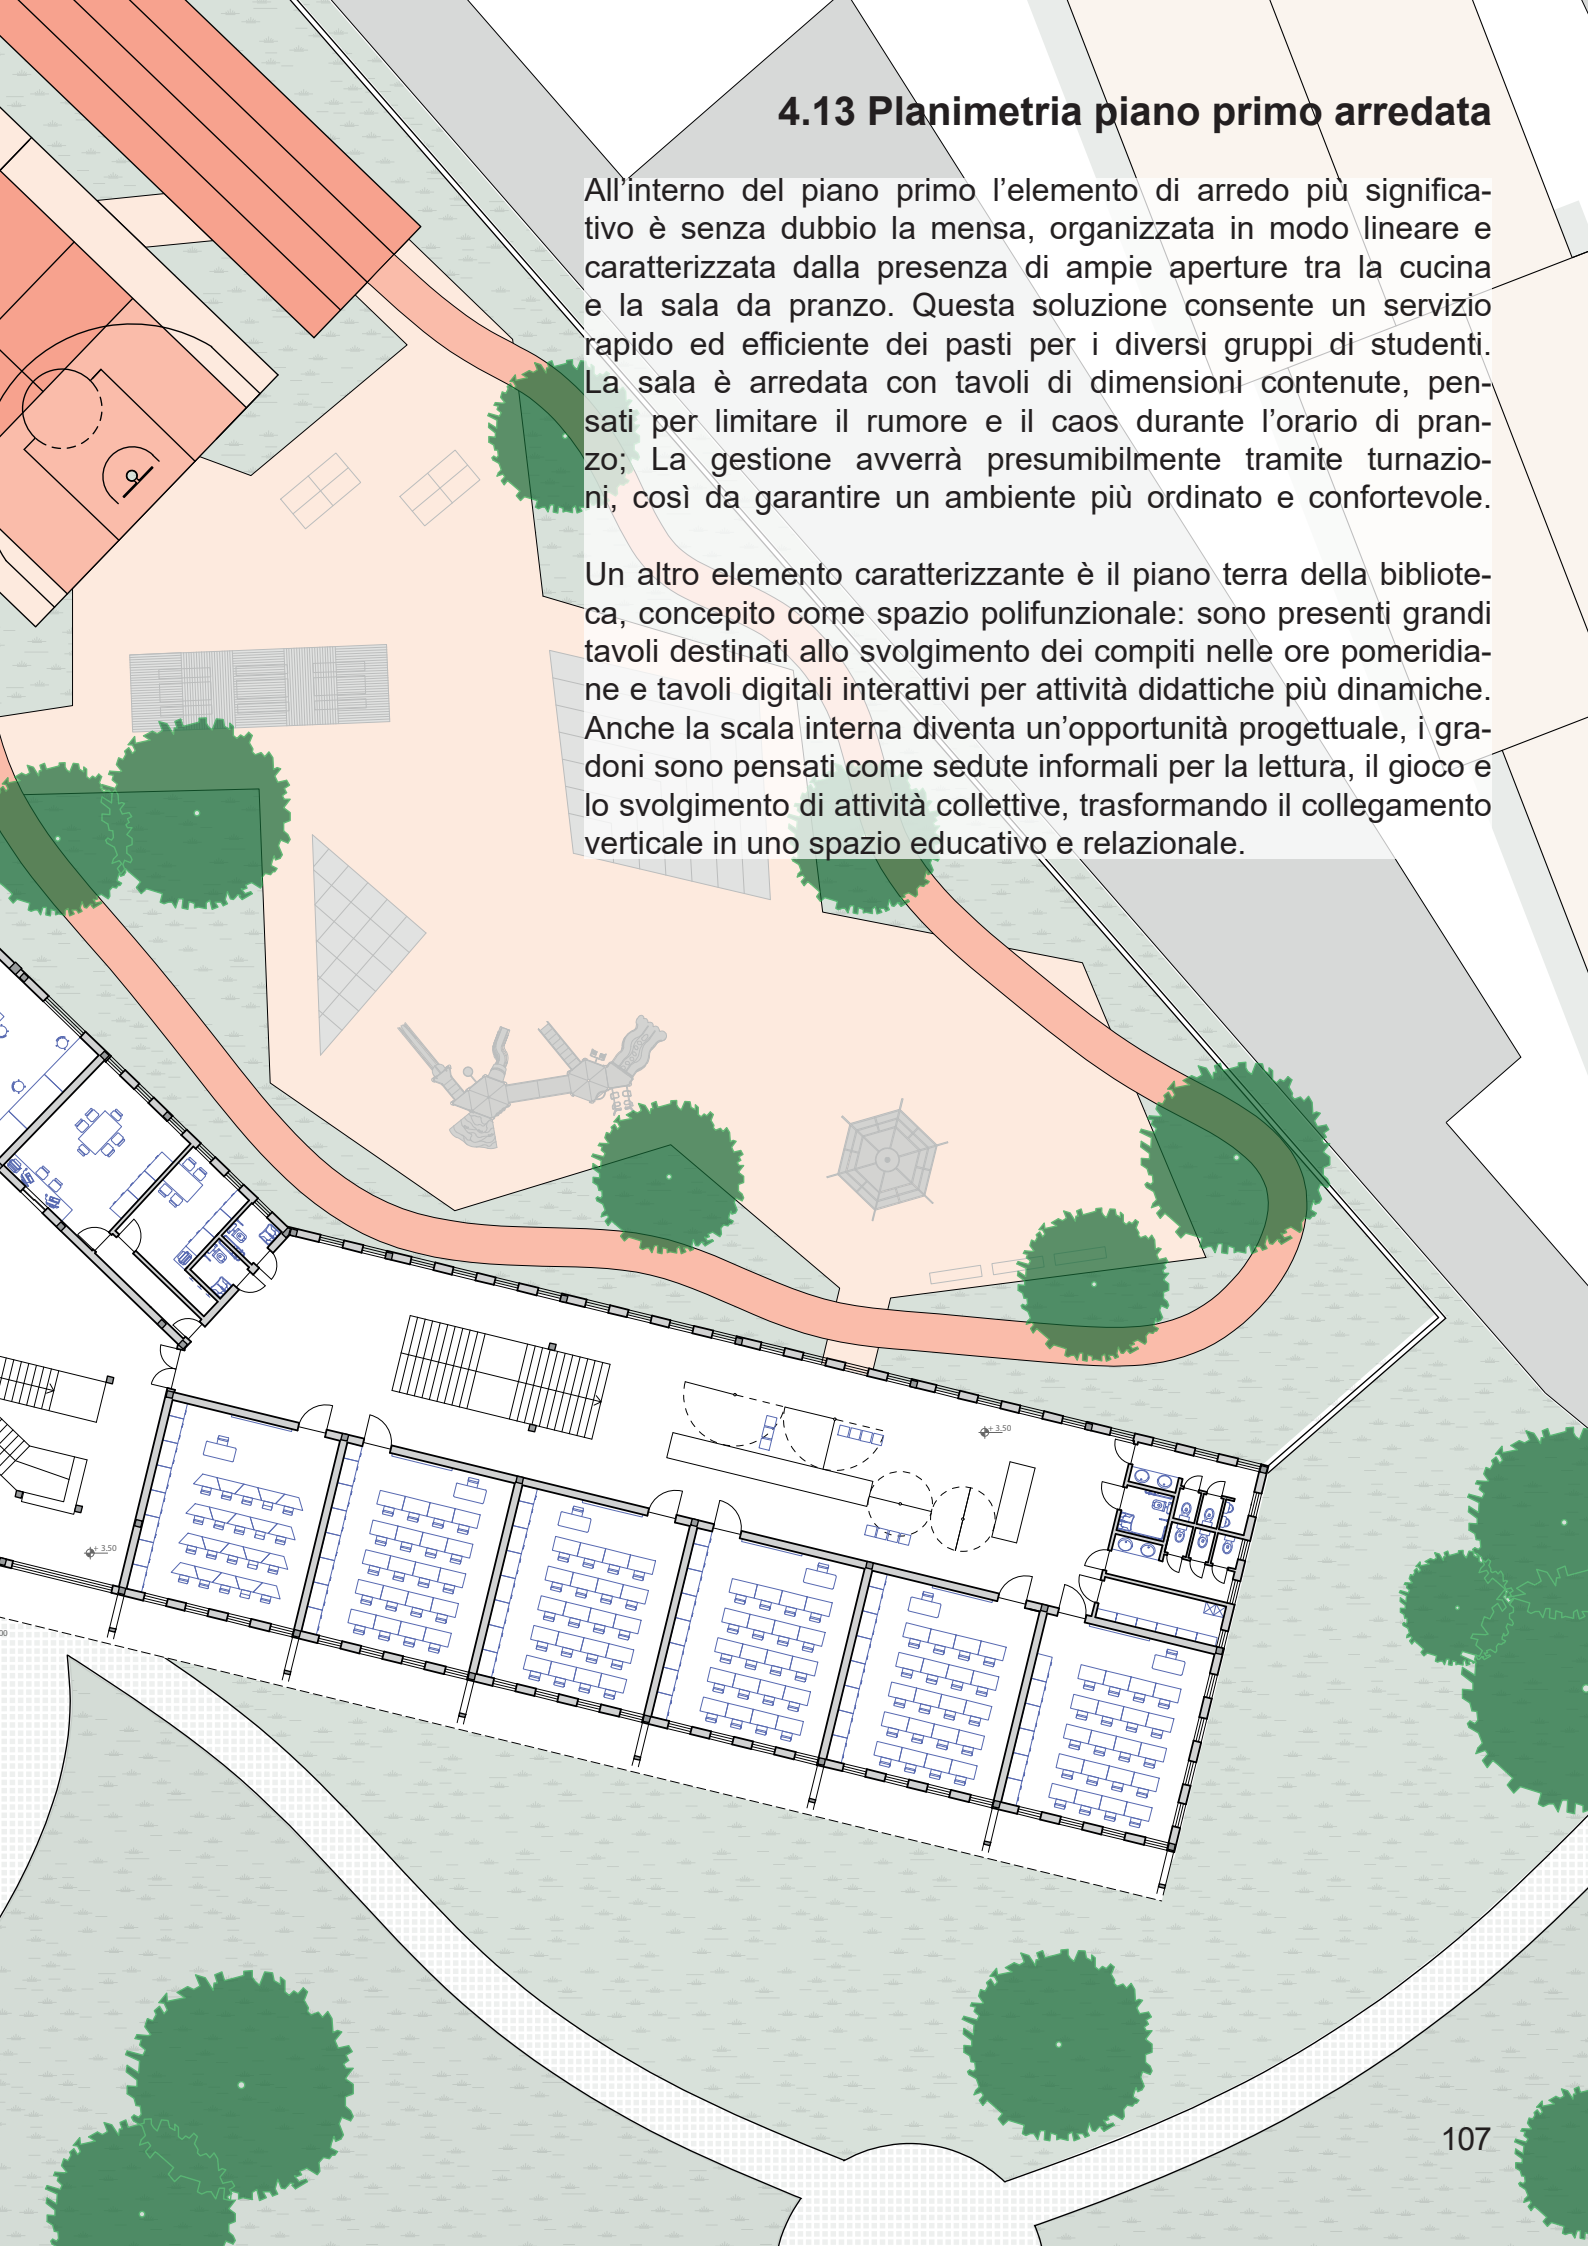 4.13 Planimetria piano primo arredata
All’interno del piano primo l’elemento di arredo più significa-
tivo è senza dubbio la mensa, organizzata in modo lineare e
caratterizzata dalla presenza di ampie aperture tra la cucina
e la sala da pranzo. Questa soluzione consente un servizio
rapido ed efficiente dei pasti per i diversi gruppi di studenti.
La sala è arredata con tavoli di dimensioni contenute, pen-
sati per limitare il rumore e il caos durante l’orario di pran-
zo; La gestione avverrà presumibilmente tramite turnazio-
ni, così da garantire un ambiente più ordinato e confortevole.
Un altro elemento caratterizzante è il piano terra della bibliote-
ca, concepito come spazio polifunzionale: sono presenti grandi
tavoli destinati allo svolgimento dei compiti nelle ore pomeridia-
ne e tavoli digitali interattivi per attività didattiche più dinamiche.
Anche la scala interna diventa un’opportunità progettuale, i gra-
doni sono pensati come sedute informali per la lettura, il gioco e
lo svolgimento di attività collettive, trasformando il collegamento
verticale in uno spazio educativo e relazionale.
+ 3,50
+ 3,50
107